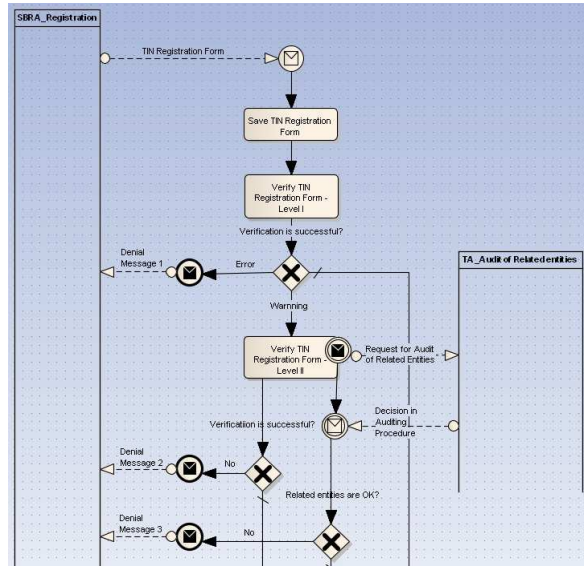 SBRA_Registration
TIN Registration Form
Save TIN Registration
Form
Verify TIN
Registration Form -
Level I
Verification is successful?
Denial
Message 1
Error
TA_Audit of Related entities
Warnning
Verify TIN
Registration Form -
Level II
Request for Audit
of Related Entities
Decision in
Auditing
Procedure
Verification is successful?
Denial
Message 2
No
Related entities are OK?
Denial
Message 3
No